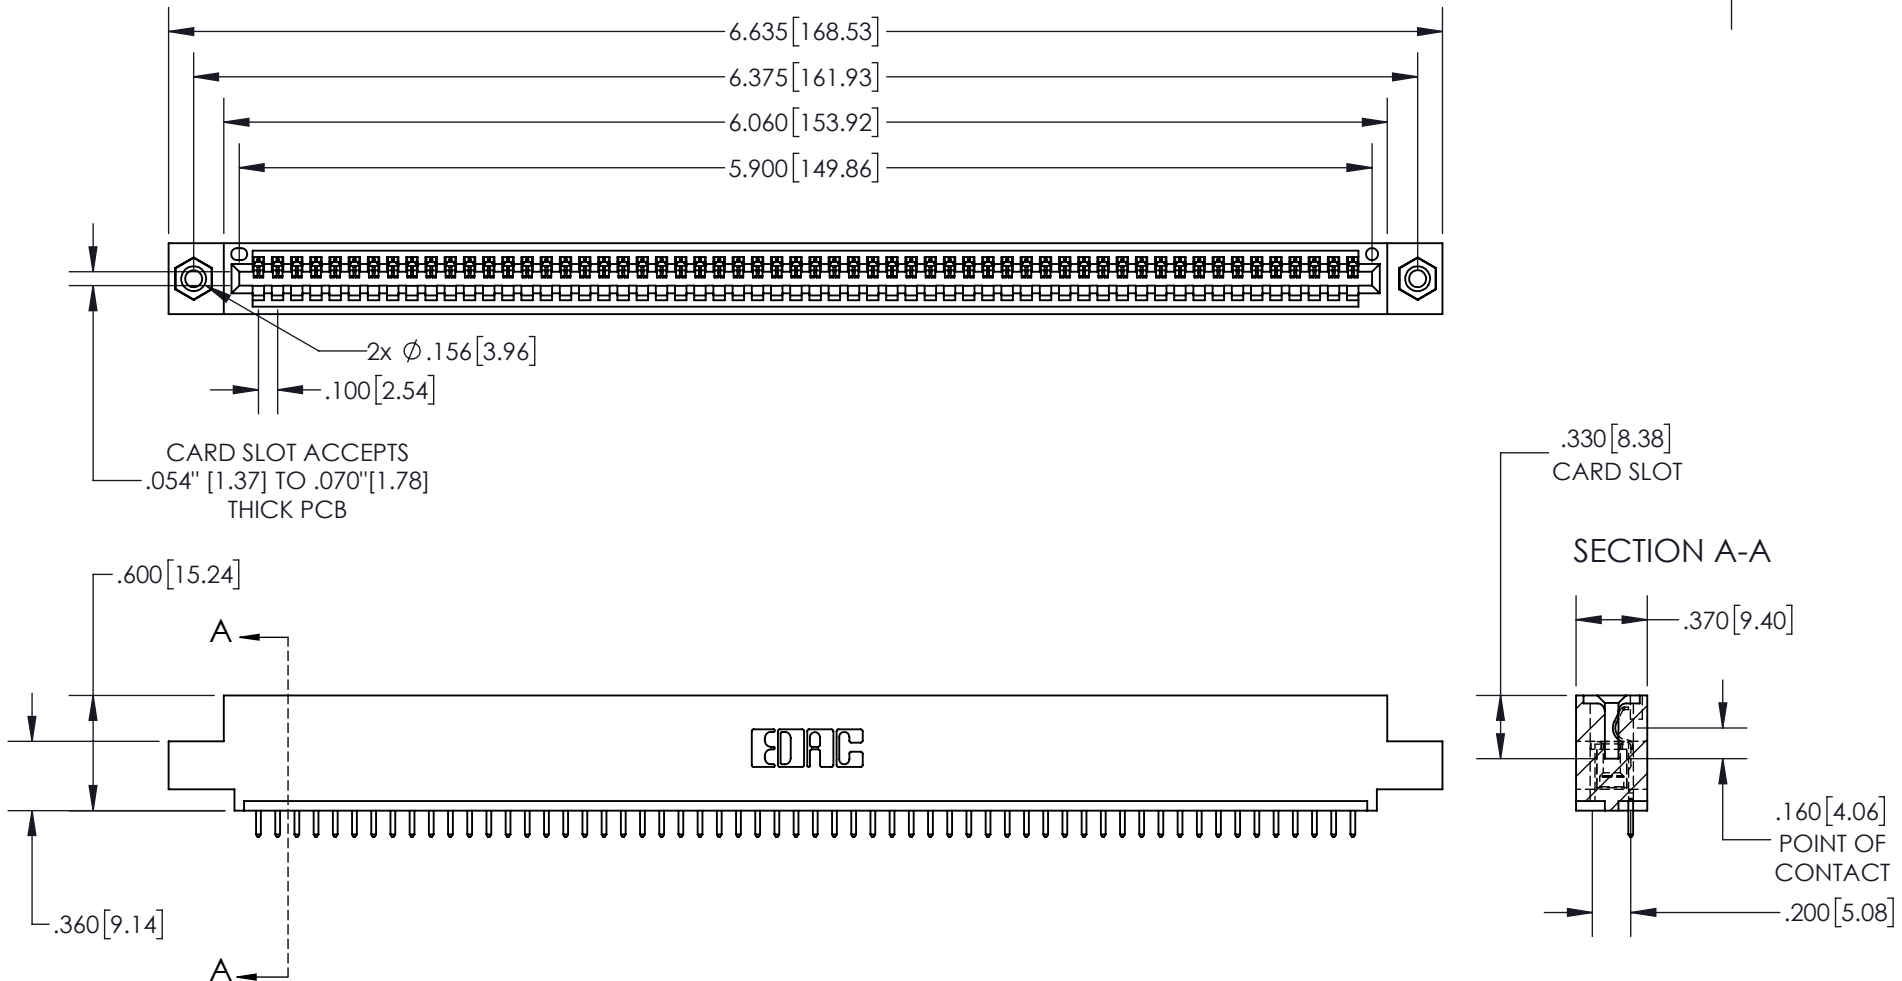 6.635[168.53]
6.375[161.93]
6.060[153.92]
5.900[149.86]
2x Ø.156[3.96]
.100[2.54]
CARD SLOT ACCEPTS
.054" [1.37] TO .070"[1.78]
THICK PCB
.330[8.38]
CARD SLOT
SECTION A-A
.600[15.24]
.370[9.40]
A
EDAC
.160[4.06]
POINT OF
CONTACT
.200[5.08]
.360[9.14]
A